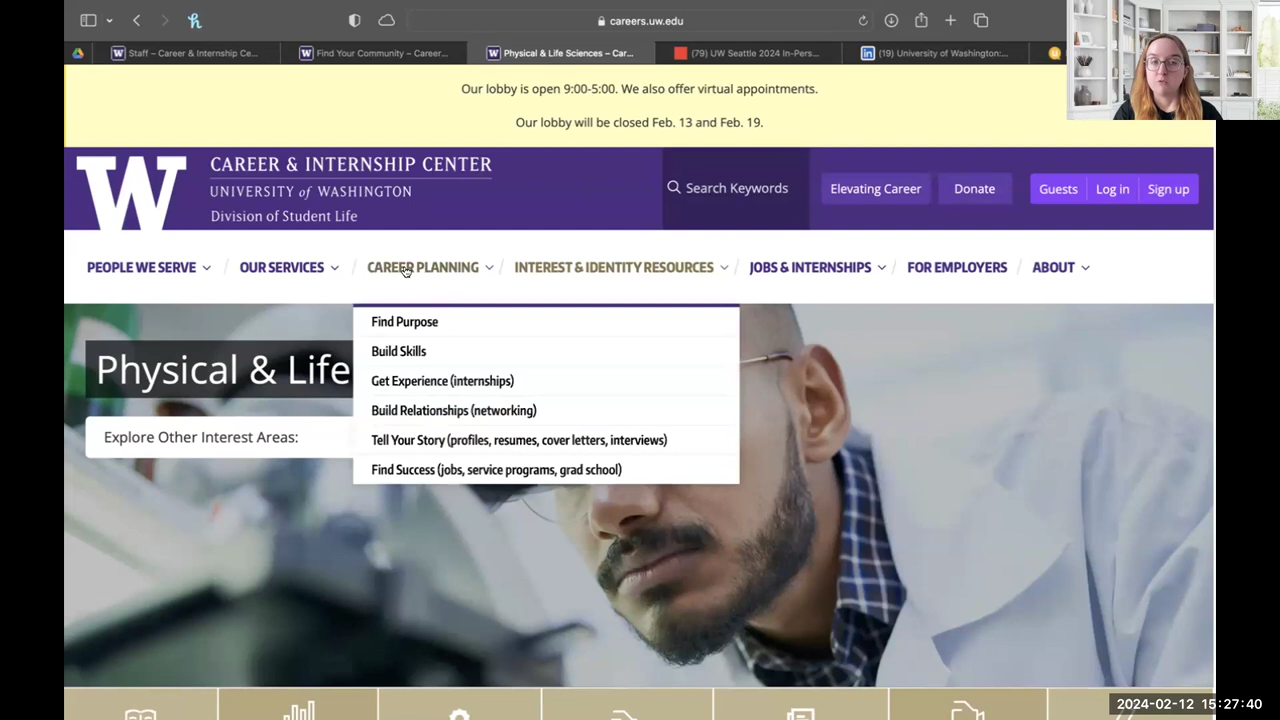 careers.uw.edu
Staff – Career & Internship Ce...
Find Your Community – Career...
Physical & Life Sciences – Car...
(79) UW Seattle 2024 In-Pers...
(19) University of Washington:...
Our lobby is open 9:00-5:00. We also offer virtual appointments.
Our lobby will be closed Feb. 13 and Feb. 19.
W
CAREER & INTERNSHIP CENTER
UNIVERSITY of WASHINGTON
Division of Student Life
Search Keywords
Elevating Career
Donate
Guests
Log in
Sign up
PEOPLE WE SERVE
OUR SERVICES
CAREER PLANNING
INTEREST & IDENTITY RESOURCES
JOBS & INTERNSHIPS
FOR EMPLOYERS
ABOUT
Find Purpose
Build Skills
Get Experience (internships)
Build Relationships (networking)
Tell Your Story (profiles, resumes, cover letters, interviews)
Find Success (jobs, service programs, grad school)
Physical & Life
Explore Other Interest Areas:
2024-02-12 15:27:40